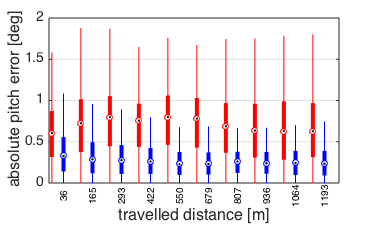 absolute pitch error [deg]
2
1.5
1
0.5
0
36 165 293 422 550 679 807 936 1064 1193
travelled distance [m]